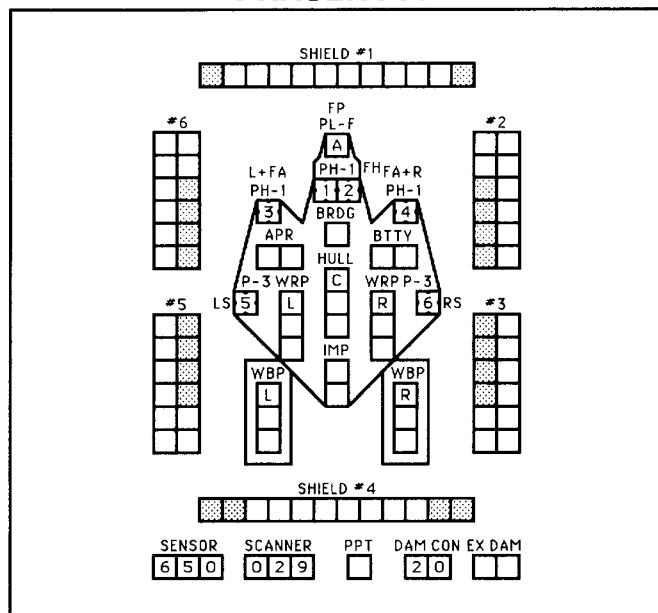 SHIELD #1
#6
#2
FP
PL-F
A
L+FA
PH-1
FH
FA+R
PH-1
PH-1
3
1 2
4
BRDG
APR
BTTY
HULL
C
P-3 WRP
WRP P-3
#5
LS
5
L
R
6
RS
#3
IMP
WBP
WBP
L
R
SHIELD #4
SENSOR
SCANNER
PPT
DAM CON
EX DAM
6 5 0
0 2 9
2 0